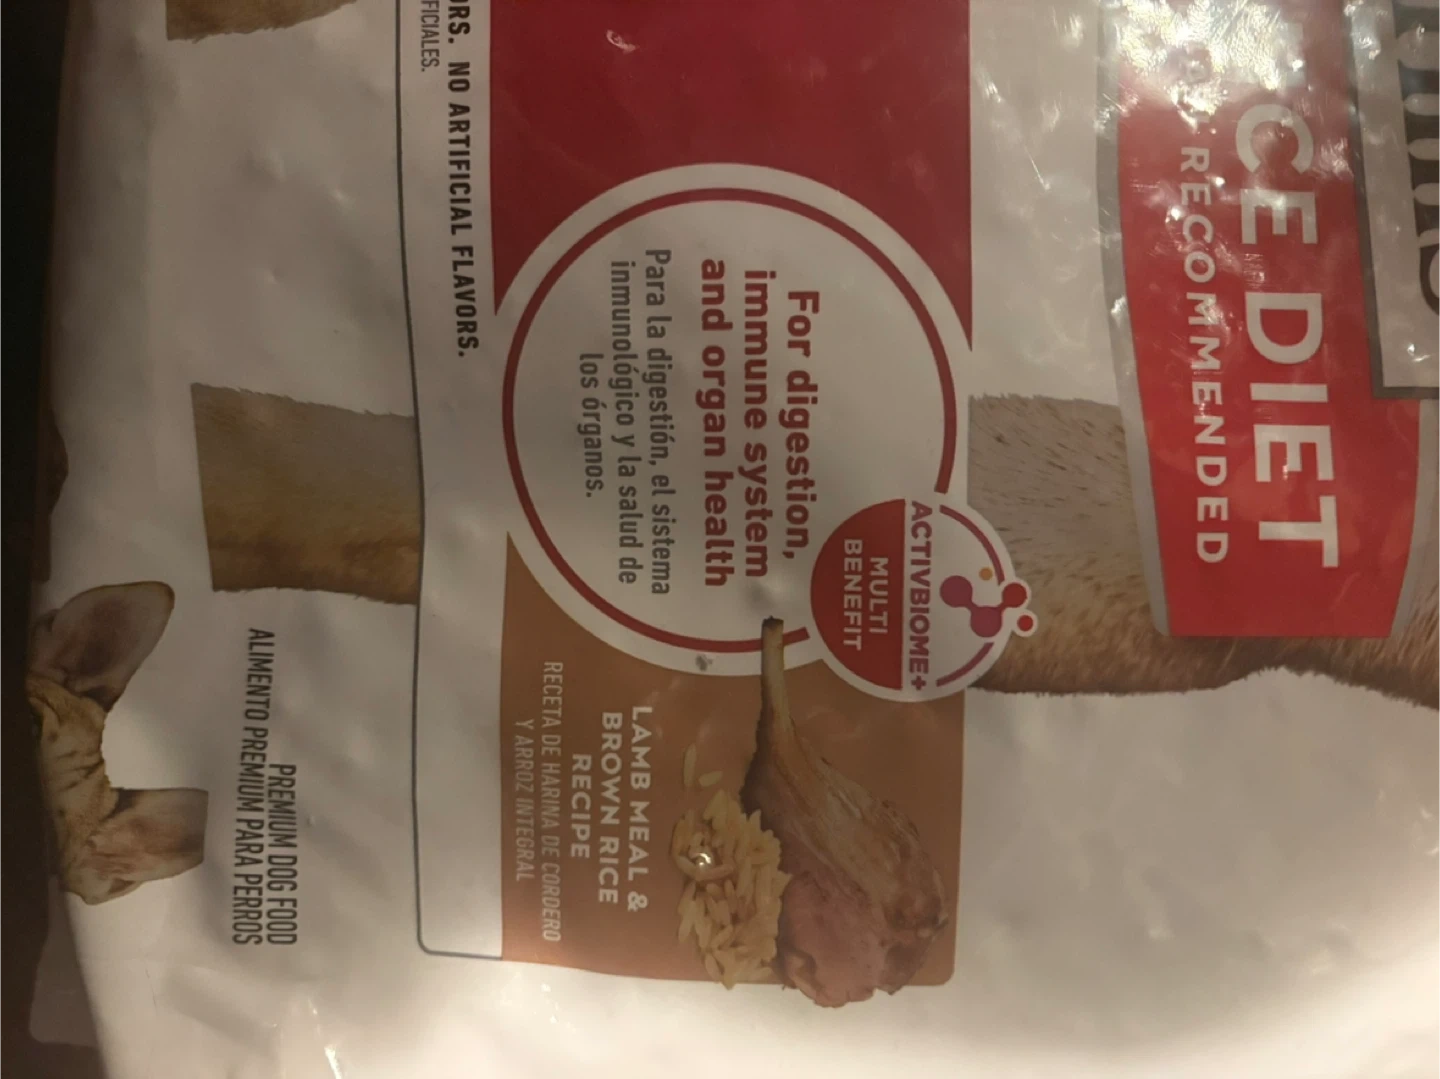 CE DIET
RECOMMENDED
ACTIVBIOME+
MULTI
BENEFIT
For digestion,
immune system
and organ health
Para la digestión, el sistema
inmunológico y la salud de
los órganos.
LAMB MEAL &
BROWN RICE
RECIPE
RECETA DE HARINA DE CORDERO
Y ARROZ INTEGRAL
ORS. NO ARTIFICIAL FLAVORS.
FICIALES.
PREMIUM DOG FOOD
ALIMENTO PREMIUM PARA PERROS